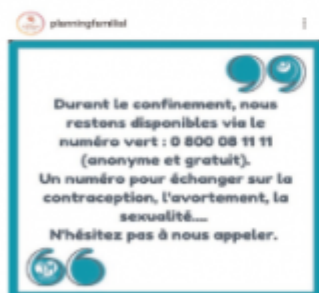 planningfamilial
Durant le confinement, nous
restons disponibles via le
numéro vert : 0 800 08 11 11
(anonyme et gratuit).
Un numéro pour échanger sur la
contraception, l'avortement, la
sexualité....
N'hésitez pas à nous appeler.